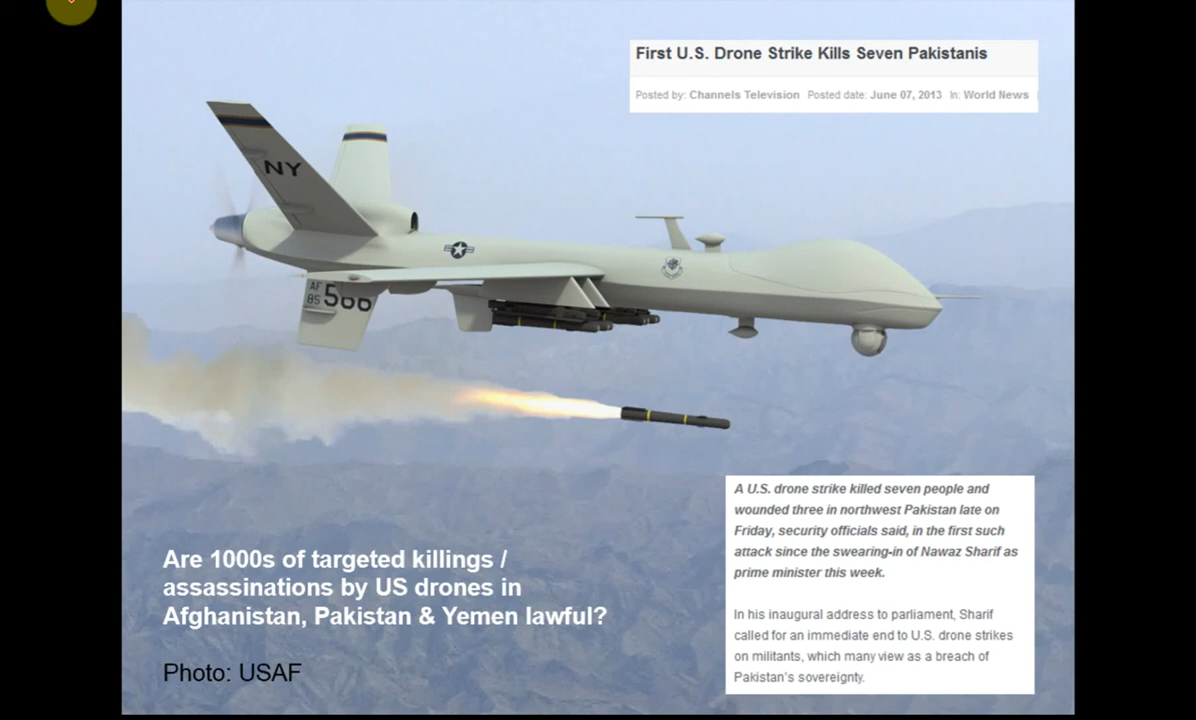 First U.S. Drone Strike Kills Seven Pakistanis
Posted by: Channels Television Posted date: June 07, 2013 In: World News
NY
AF
85
566
A U.S. drone strike killed seven people and
wounded three in northwest Pakistan late on
Friday, security officials said, in the first such
attack since the swearing-in of Nawaz Sharif as
prime minister this week.
In his inaugural address to parliament, Sharif
called for an immediate end to U.S. drone strikes
on militants, which many view as a breach of
Pakistan's sovereignty.
Are 1000s of targeted killings /
assassinations by US drones in
Afghanistan, Pakistan & Yemen lawful?
Photo: USAF